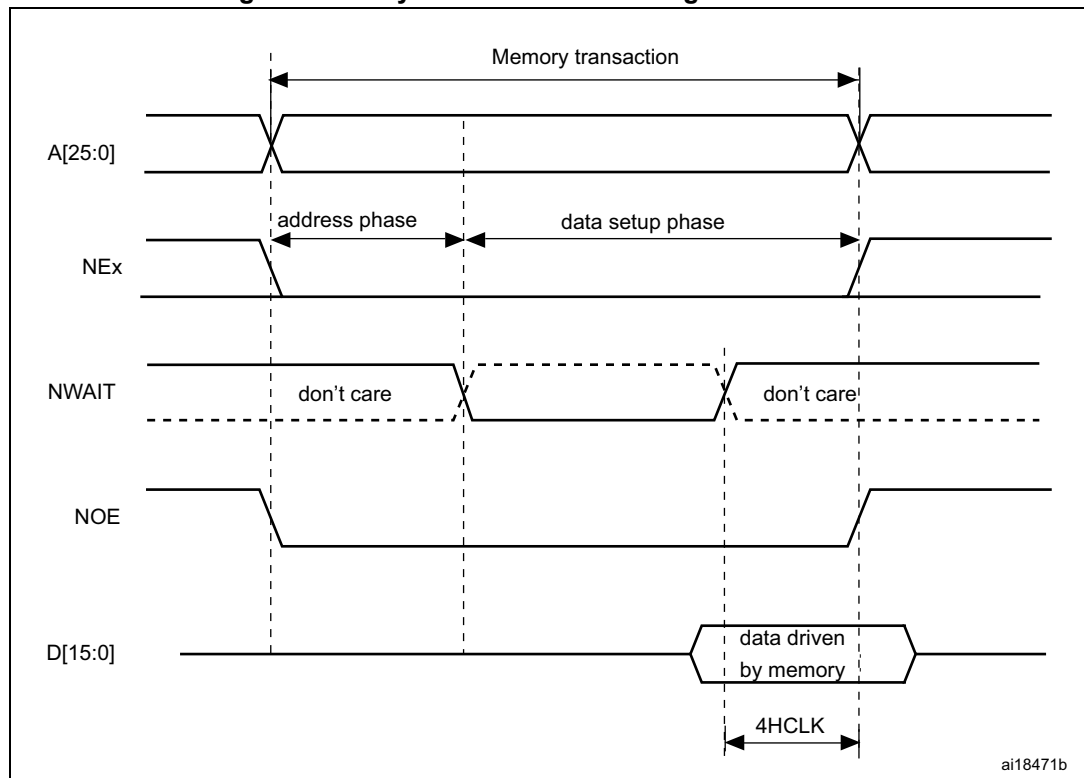 Memory transaction
A[25:0]
address phase
data setup phase
NEx
NWAIT
don't care
don't care
NOE
D[15:0]
data driven
by memory
4HCLK
ai18471b